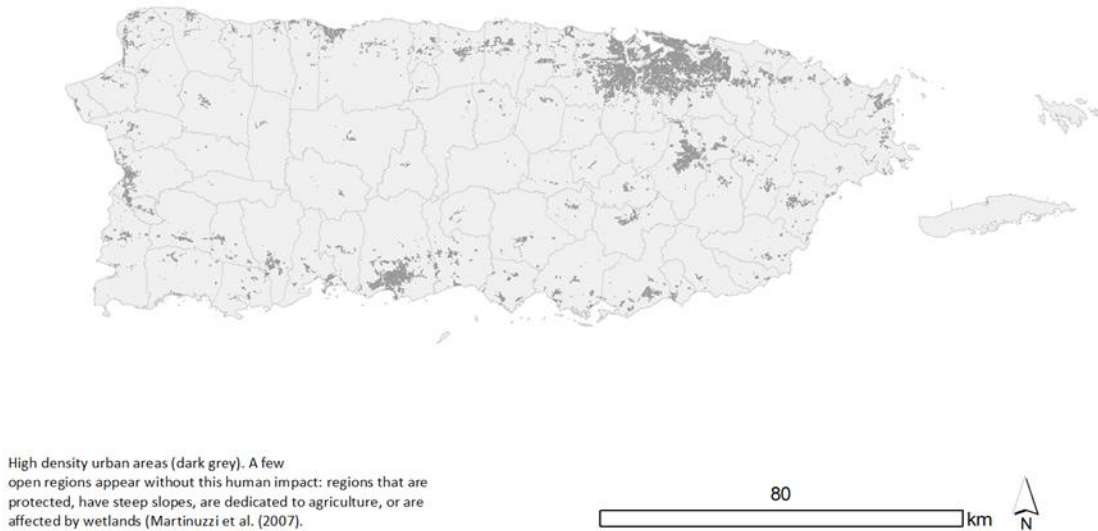 High density urban areas (dark grey). A few
open regions appear without this human impact: regions that are
protected, have steep slopes, are dedicated to agriculture, or are
affected by wetlands (Martinuzzi et al. (2007).
80
km
N